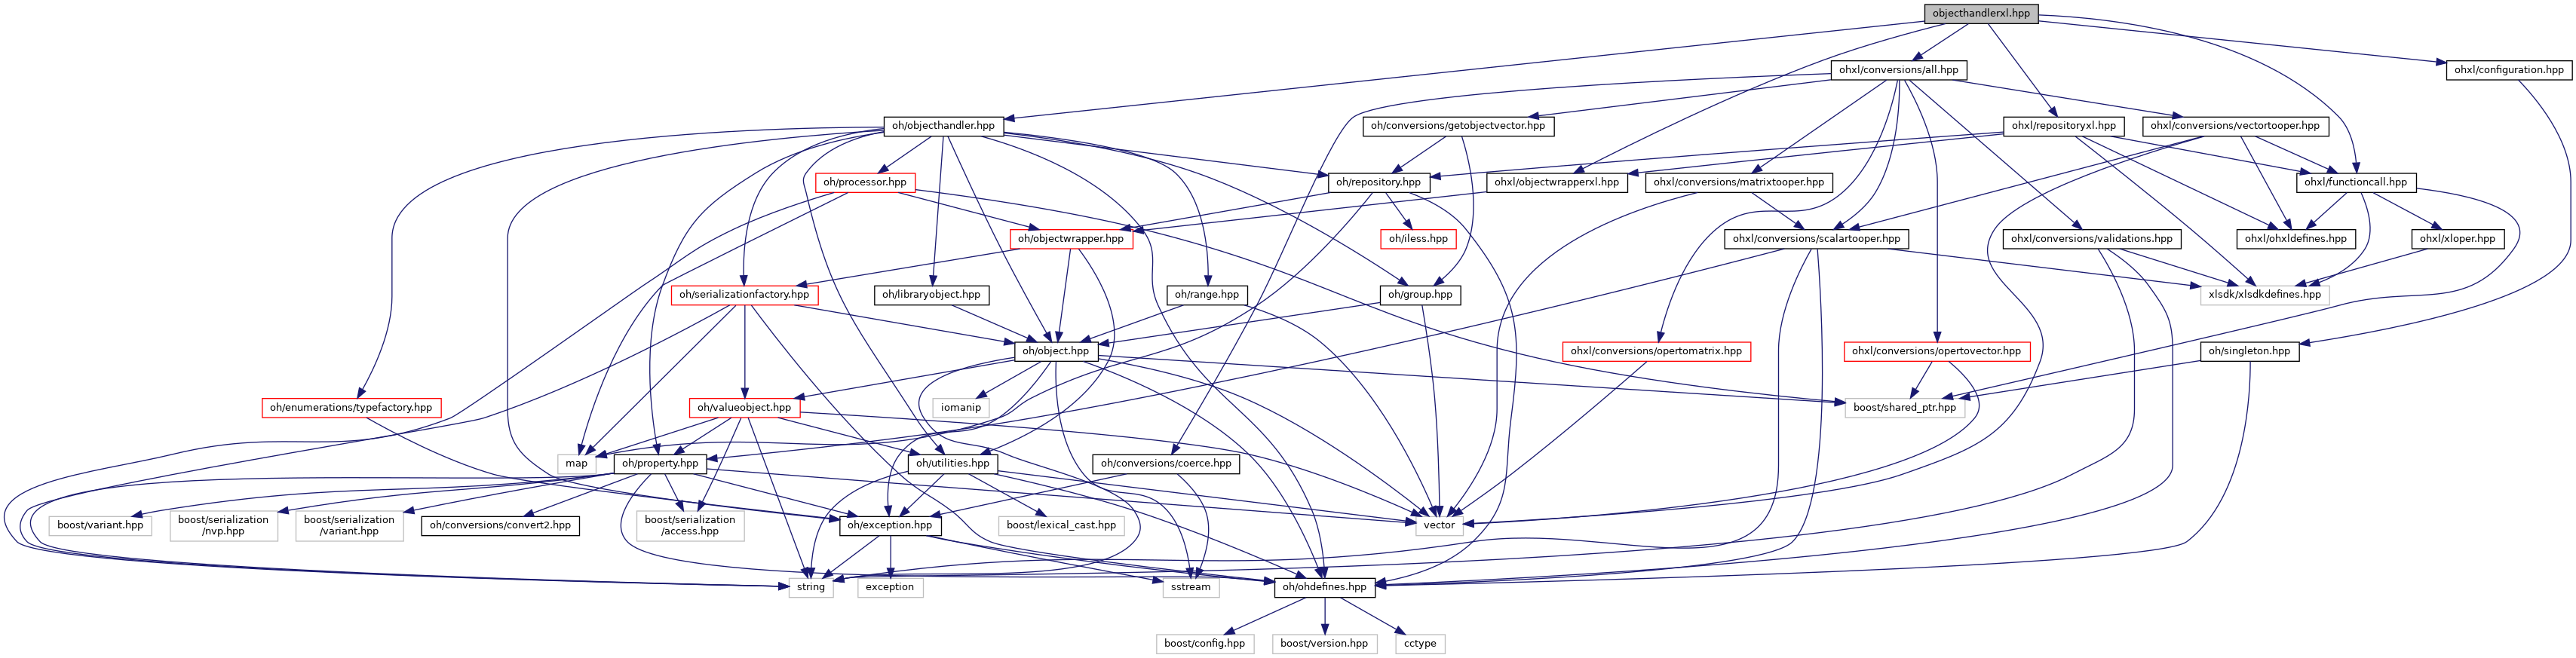 objecthandlerxl.hpp
ohxl/conversions/all.hpp
ohxl/configuration.hpp
oh/objecthandler.hpp
oh/conversions/getobjectvector.hpp
ohxl/repositoryxl.hpp
ohxl/conversions/vectortooper.hpp
oh/processor.hpp
oh/repository.hpp
ohxl/objectwrapperxl.hpp
ohxl/conversions/matrixtooper.hpp
ohxl/functioncall.hpp
oh/objectwrapper.hpp
oh/iless.hpp
ohxl/conversions/scalartooper.hpp
ohxl/conversions/validations.hpp
ohxl/ohxldefines.hpp
ohxl/xloper.hpp
oh/serializationfactory.hpp
oh/libraryobject.hpp
oh/range.hpp
oh/group.hpp
xlsdk/xlsdkdefines.hpp
oh/object.hpp
ohxl/conversions/opertomatrix.hpp
ohxl/conversions/opertovector.hpp
oh/singleton.hpp
oh/enumerations/typefactory.hpp
oh/valueobject.hpp
iomanip
boost/shared_ptr.hpp
map
oh/property.hpp
oh/utilities.hpp
oh/conversions/coerce.hpp
boost/variant.hpp
boost/serialization
/nvp.hpp
boost/serialization
/variant.hpp
oh/conversions/convert2.hpp
boost/serialization
/access.hpp
oh/exception.hpp
boost/lexical_cast.hpp
vector
string
exception
sstream
oh/ohdefines.hpp
boost/config.hpp
boost/version.hpp
cctype